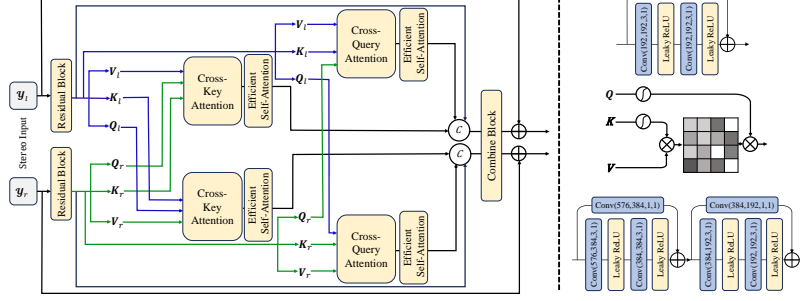 Stereo Input
y_l
y_r
Residual Block
Residual Block
V_l
K_l
Q_l
Q_r
K_r
V_r
Cross-
Key
Attention
Efficient
Self-Attention
Cross-
Key
Attention
Efficient
Self-Attention
V_l
K_l
Q_l
Q_r
K_r
V_r
Cross-
Query
Attention
Efficient
Self-Attention
Cross-
Query
Attention
Efficient
Self-Attention
C
C
Combine Block
Conv(192,192,3,1)
Leaky ReLU
Conv(192,192,3,1)
Leaky ReLU
Q
K
V
Conv(576,384,1,1)
Conv(576,384,3,1)
Leaky ReLU
Conv(384,384,3,1)
Leaky ReLU
Conv(384,192,1,1)
Conv(384,192,3,1)
Leaky ReLU
Conv(192,192,3,1)
Leaky ReLU